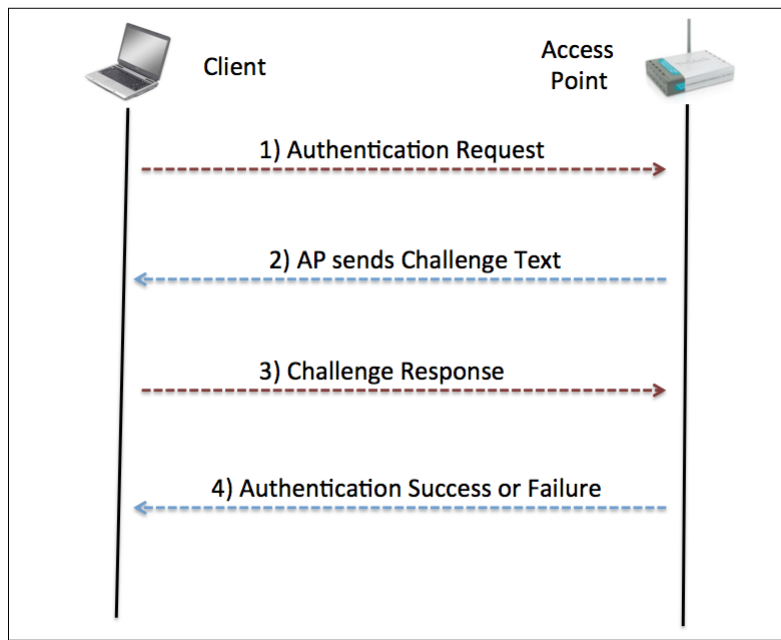 Client
Access
Point
1) Authentication Request
2) AP sends Challenge Text
3) Challenge Response
4) Authentication Success or Failure